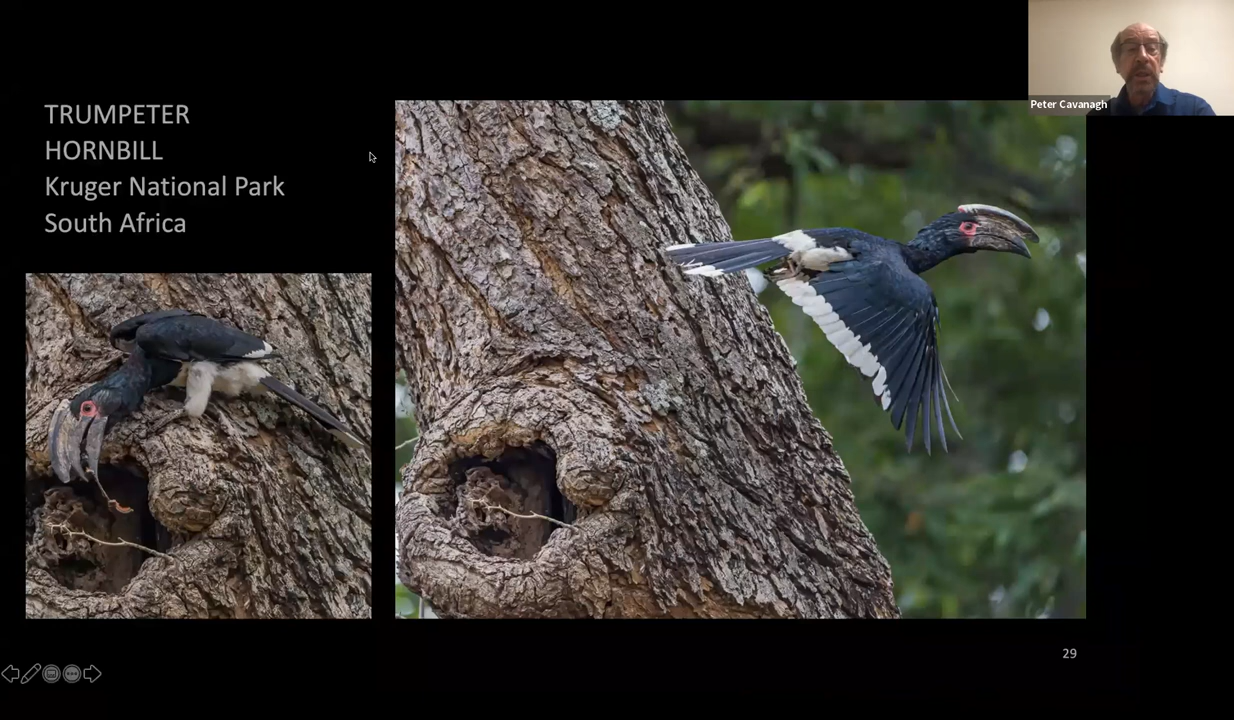 TRUMPETER
HORNBILL
Kruger National Park
South Africa
Peter Cavanagh
29